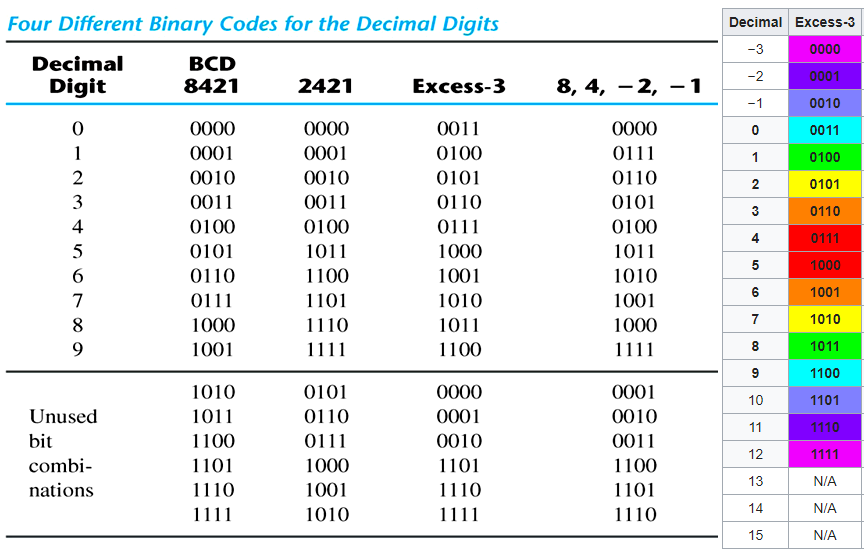 Four Different Binary Codes for the Decimal Digits
Decimal Digit BCD 8421 2421 Excess-3 8, 4, −2, −1
0 0000 0000 0011 0000
1 0001 0001 0100 0111
2 0010 0010 0101 0110
3 0011 0011 0110 0101
4 0100 0100 0111 0100
5 0101 1011 1000 1011
6 0110 1100 1001 1010
7 0111 1101 1010 1001
8 1000 1110 1011 1000
9 1001 1111 1100 1111
1010 0101 0000 0001
Unused 1011 0110 0001 0010
bit 1100 0111 0010 0011
combi- 1101 1000 1101 1100
nations 1110 1001 1110 1101
1111 1010 1111 1110
Decimal Excess-3
−3 0000
−2 0001
−1 0010
0 0011
1 0100
2 0101
3 0110
4 0111
5 1000
6 1001
7 1010
8 1011
9 1100
10 1101
11 1110
12 1111
13 N/A
14 N/A
15 N/A